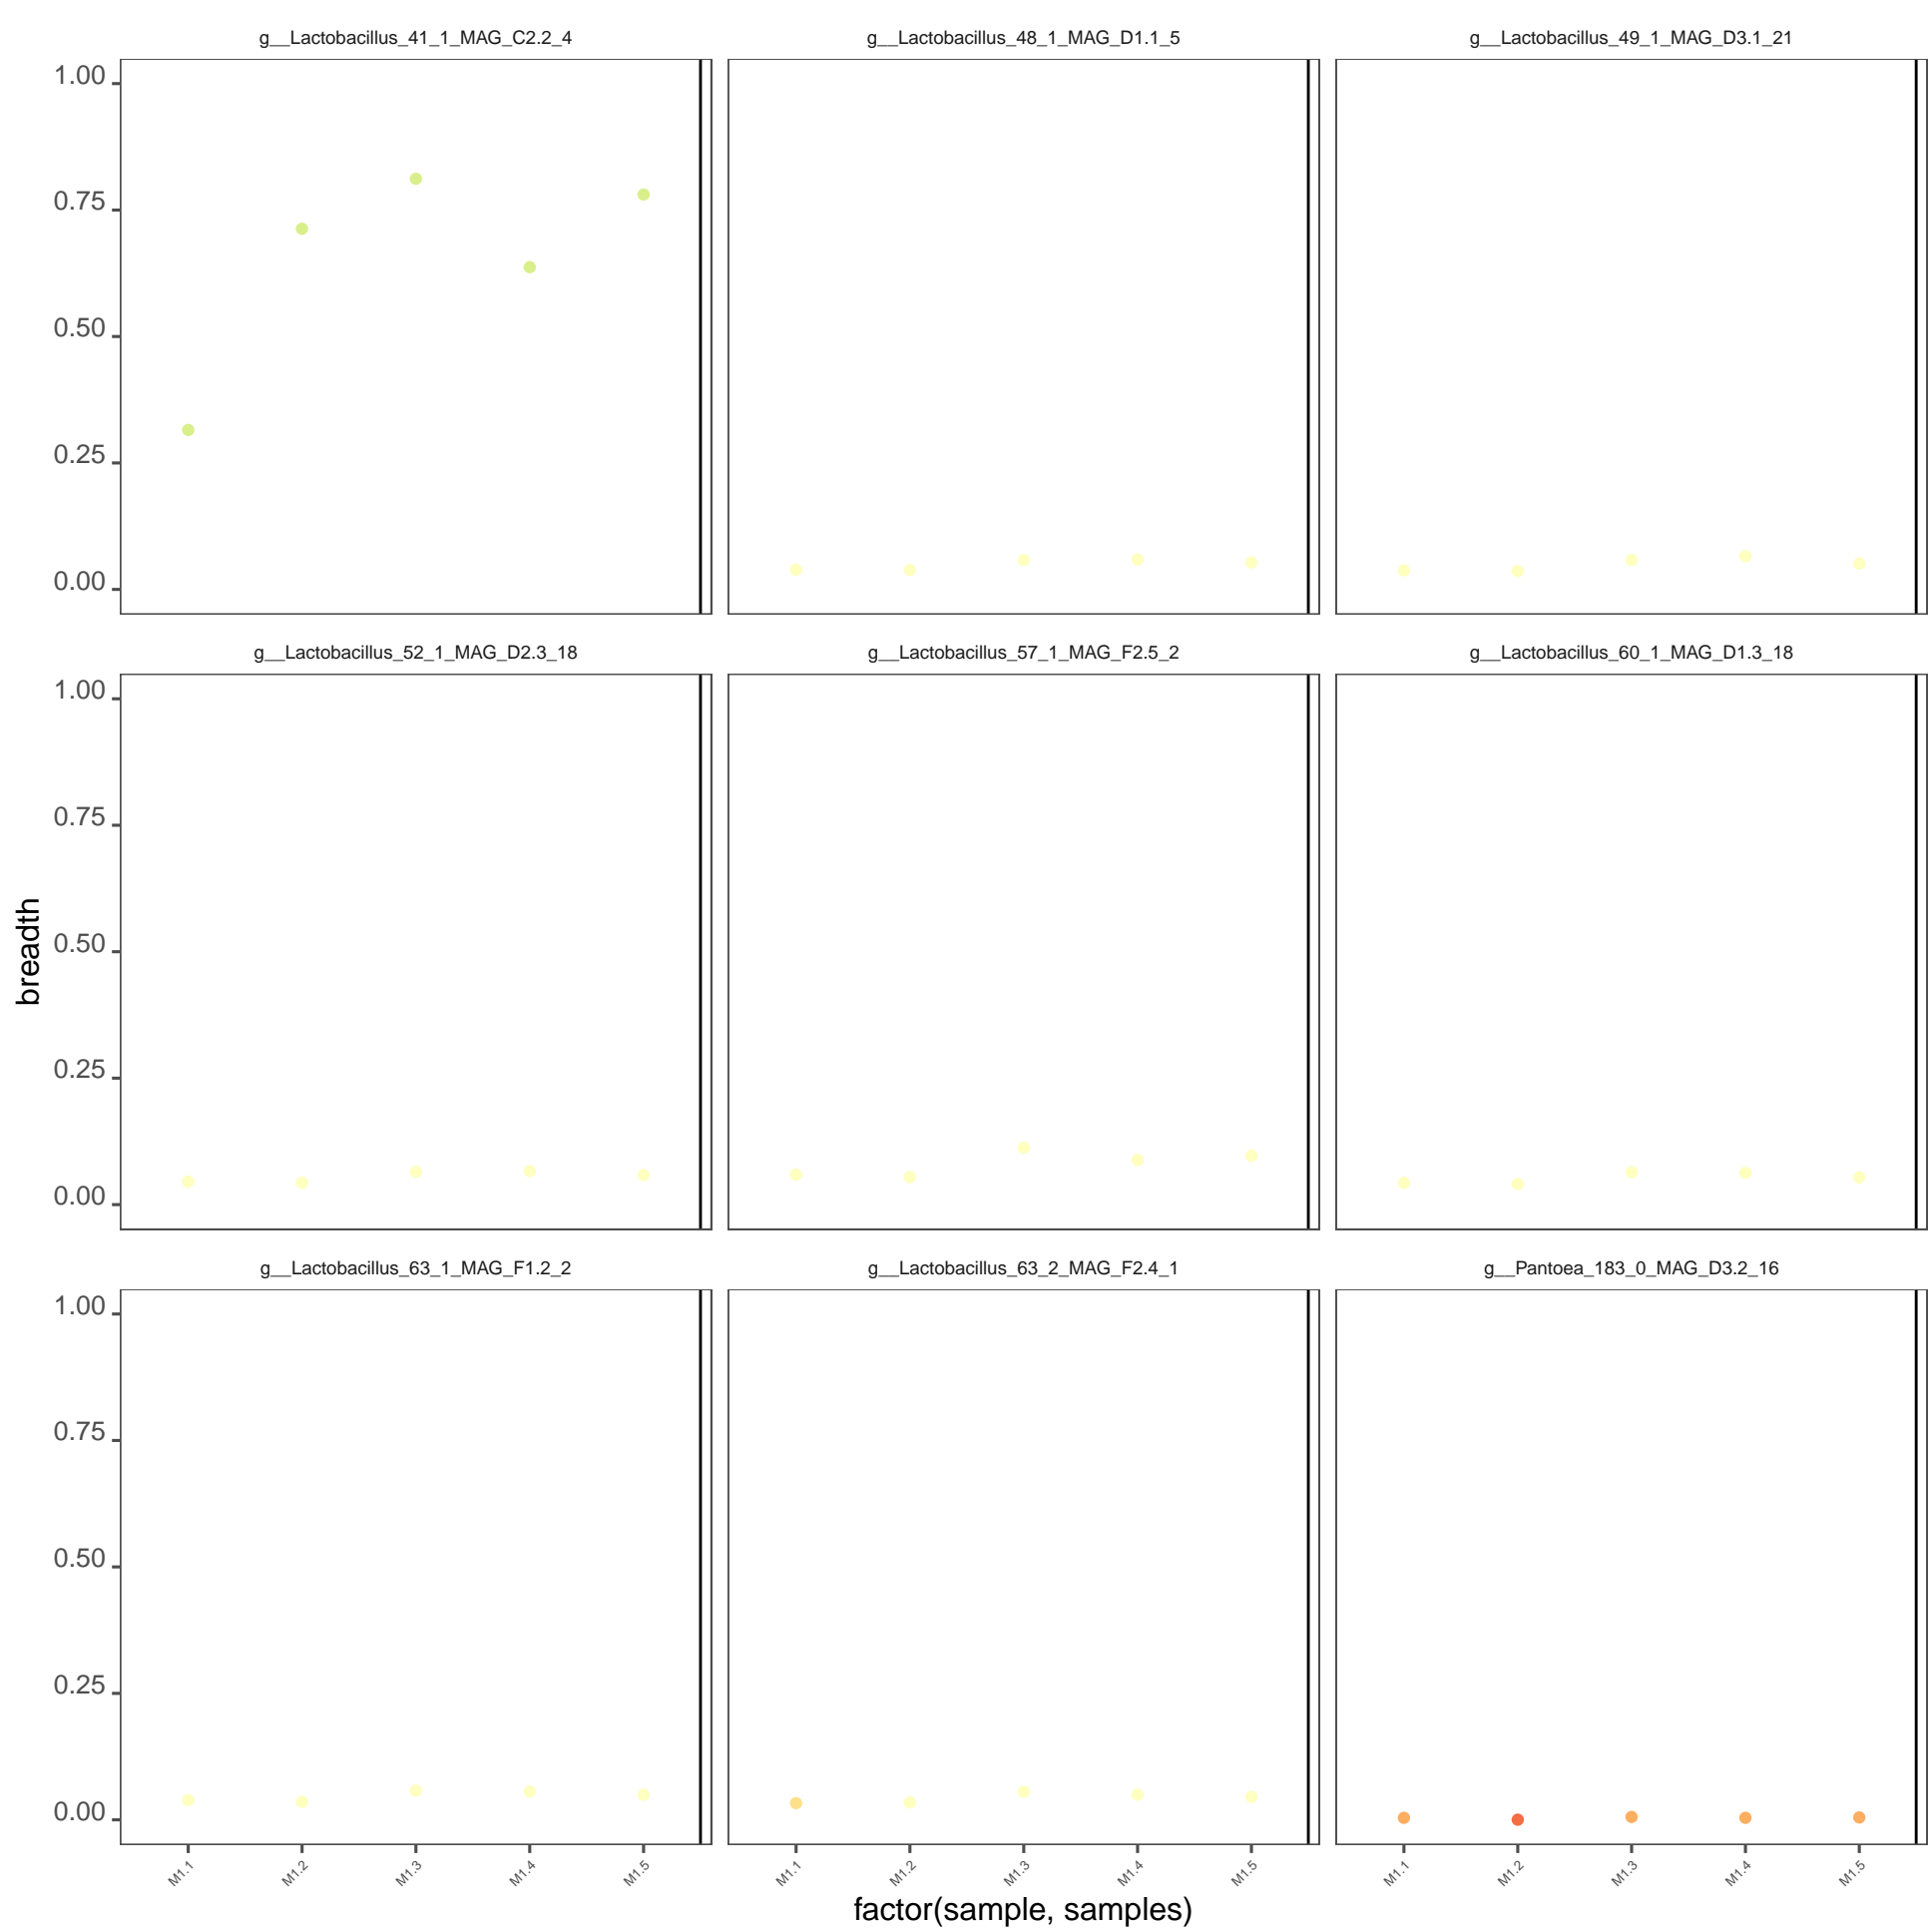 g__Lactobacillus_41_1_MAG_C2.2_4
g__Lactobacillus_48_1_MAG_D1.1_5
g__Lactobacillus_49_1_MAG_D3.1_21
1.00
0.75
0.50
0.25
0.00
g__Lactobacillus_52_1_MAG_D2.3_18
g__Lactobacillus_57_1_MAG_F2.5_2
g__Lactobacillus_60_1_MAG_D1.3_18
1.00
0.75
0.50
0.25
0.00
breadth
g__Lactobacillus_63_1_MAG_F1.2_2
g__Lactobacillus_63_2_MAG_F2.4_1
g__Pantoea_183_0_MAG_D3.2_16
1.00
0.75
0.50
0.25
0.00
M1.1
M1.2
M1.3
M1.4
M1.5
M1.1
M1.2
M1.3
M1.4
M1.5
M1.1
M1.2
M1.3
M1.4
M1.5
factor(sample, samples)